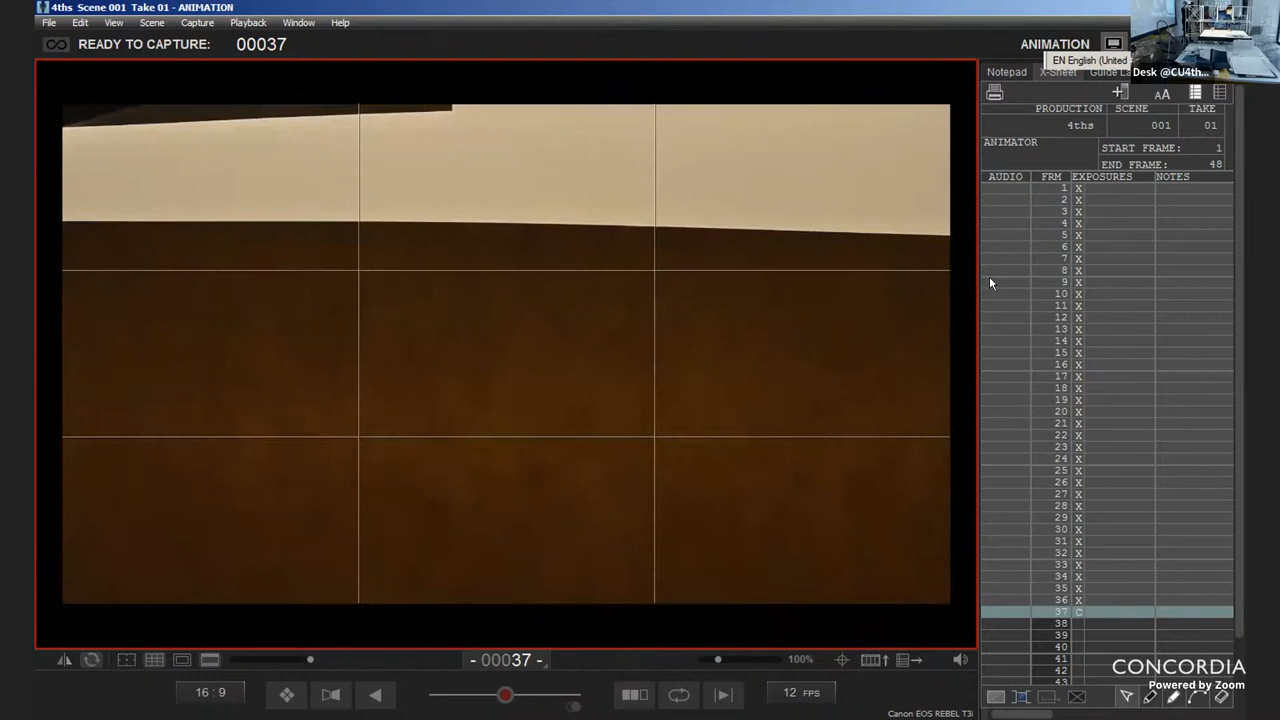 4ths Scene 001 Take 01 - ANIMATION
File Edit View Scene Capture Playback Window Help
READY TO CAPTURE: 00037
ANIMATION
EN English (United
Desk @CU4th...
Notepad X-Sheet Guide La
AA
PRODUCTION SCENE TAKE
4ths 001 01
ANIMATOR
START FRAME: 1
END FRAME: 48
AUDIO FRM EXPOSURES NOTES
1 X
2 X
3 X
4 X
5 X
6 X
7 X
8 X
9 X
10 X
11 X
12 X
13 X
14 X
15 X
16 X
17 X
18 X
19 X
20 X
21 X
22 X
23 X
24 X
25 X
26 X
27 X
28 X
29 X
30 X
31 X
32 X
33 X
34 X
35 X
36 X
37 C
38
39
40
41
42
43
- 00037 -
100%
16 : 9
12 FPS
Canon EOS REBEL T3i
CONCORDIA
Powered by Zoom